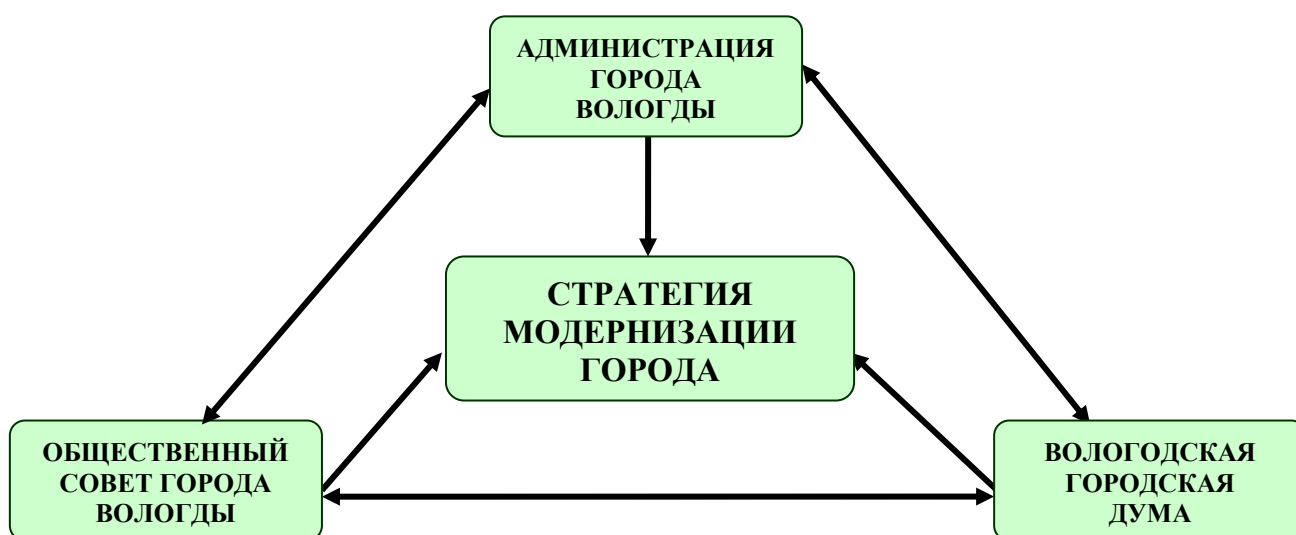 АДМИНИСТРАЦИЯ
ГОРОДА
ВОЛОГДЫ
СТРАТЕГИЯ
МОДЕРНИЗАЦИИ
ГОРОДА
ОБЩЕСТВЕННЫЙ
СОВЕТ ГОРОДА
ВОЛОГДЫ
ВОЛОГОДСКАЯ
ГОРОДСКАЯ
ДУМА